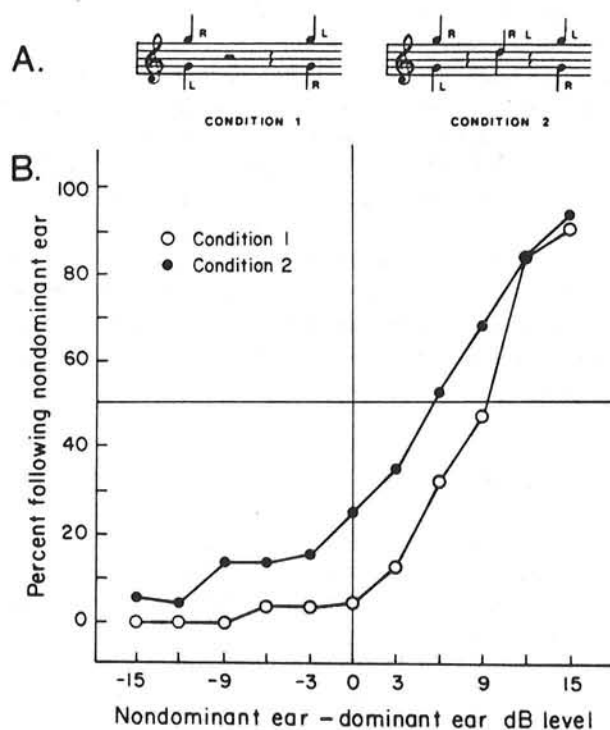 A.
R L R R L L
L R L R
CONDITION 1 CONDITION 2
B.
100
80
60
40
20
0
Percent following nondominant ear
Condition 1
Condition 2
-15 -9 -3 0 3 9 15
Nondominant ear – dominant ear dB level